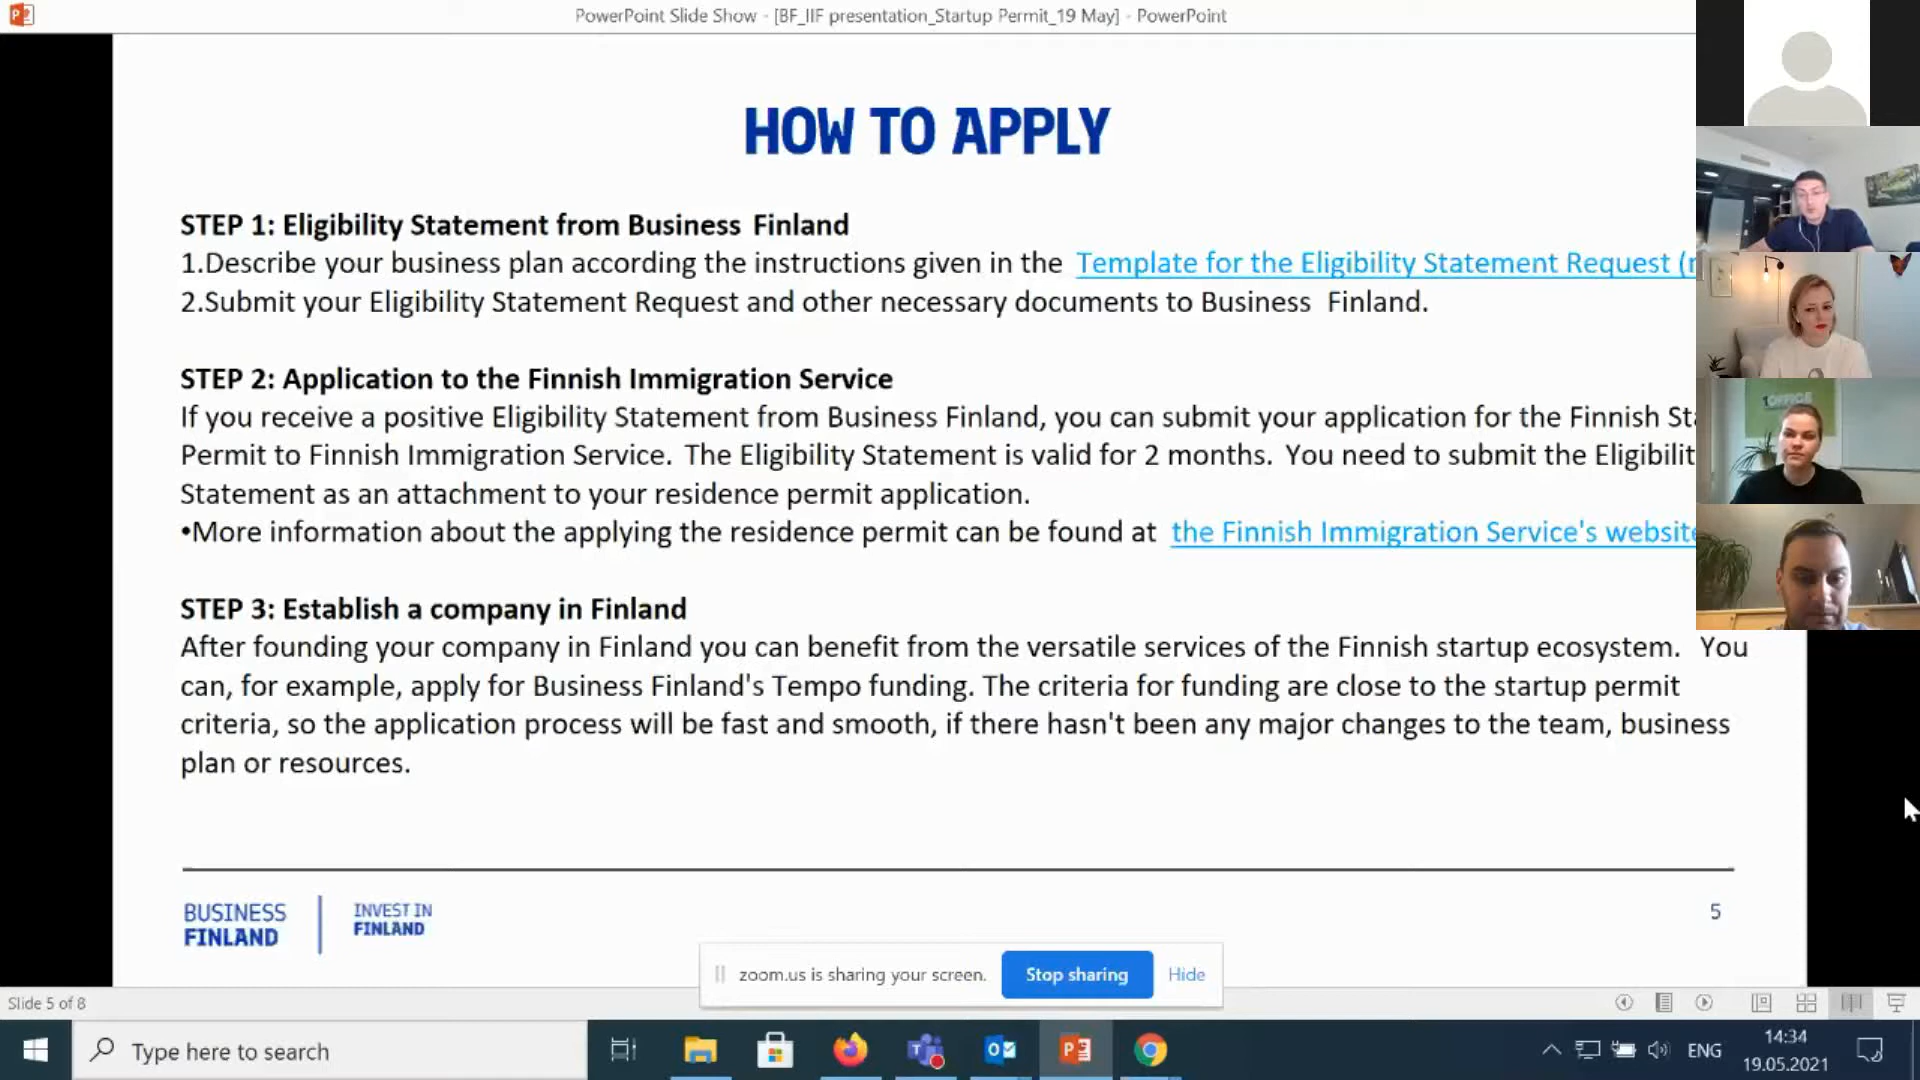 PowerPoint Slide Show - [BF_IIF presentation_Startup Permit_19 May] - PowerPoint
HOW TO APPLY
STEP 1: Eligibility Statement from Business Finland
1.Describe your business plan according the instructions given in the Template for the Eligibility Statement Request (
2.Submit your Eligibility Statement Request and other necessary documents to Business Finland.
STEP 2: Application to the Finnish Immigration Service
If you receive a positive Eligibility Statement from Business Finland, you can submit your application for the Finnish
Permit to Finnish Immigration Service. The Eligibility Statement is valid for 2 months. You need to submit the
Statement as an attachment to your residence permit application.
•More information about the applying the residence permit can be found at the Finnish Immigration Service's website
STEP 3: Establish a company in Finland
After founding your company in Finland you can benefit from the versatile services of the Finnish startup ecosystem. You
can, for example, apply for Business Finland's Tempo funding. The criteria for funding are close to the startup permit
criteria, so the application process will be fast and smooth, if there hasn't been any major changes to the team, business
plan or resources.
BUSINESS
FINLAND
INVEST IN
FINLAND
5
1OFFICE
zoom.us is sharing your screen.
Stop sharing
Hide
Slide 5 of 8
Type here to search
ENG
14:34
19.05.2021